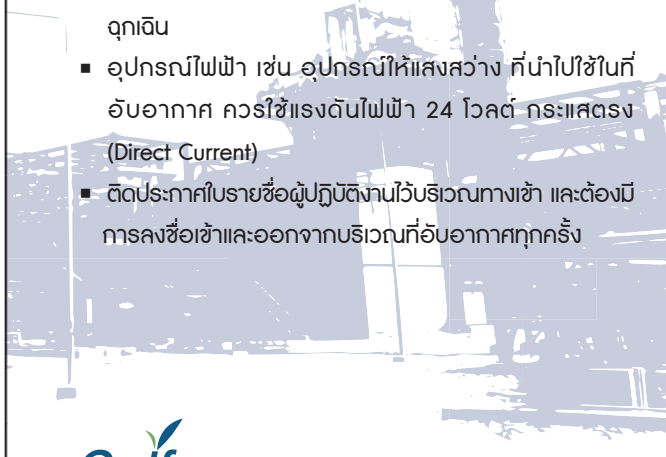 ฉุกเฉิน
▪ อุปกรณ์ไฟฟ้า เช่น อุปกรณ์ให้แสงสว่าง ที่นำไปใช้ในที่
อับอากาศ ควรใช้แรงดันไฟฟ้า 24 โวลต์ กระแสตรง
(Direct Current)
▪ ติดประกาศใบรายชื่อผู้ปฏิบัติงานไว้บริเวณทางเข้า และต้องมี
การลงชื่อเข้าและออกจากบริเวณที่อับอากาศทุกครั้ง